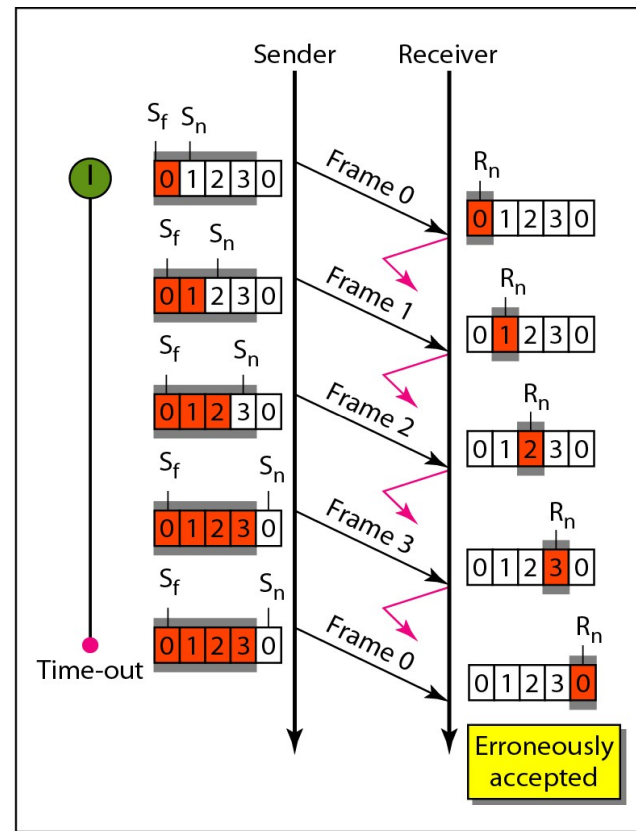 Sender Receiver
Sf Sn
0 1 2 3 0
Frame 0
Rn
0 1 2 3 0
Sf Sn
0 1 2 3 0
Frame 1
Rn
0 1 2 3 0
Sf Sn
0 1 2 3 0
Frame 2
Rn
0 1 2 3 0
Sf Sn
0 1 2 3 0
Frame 3
Rn
0 1 2 3 0
Sf Sn
0 1 2 3 0
Frame 0
Rn
0 1 2 3 0
Time-out
Erroneously
accepted